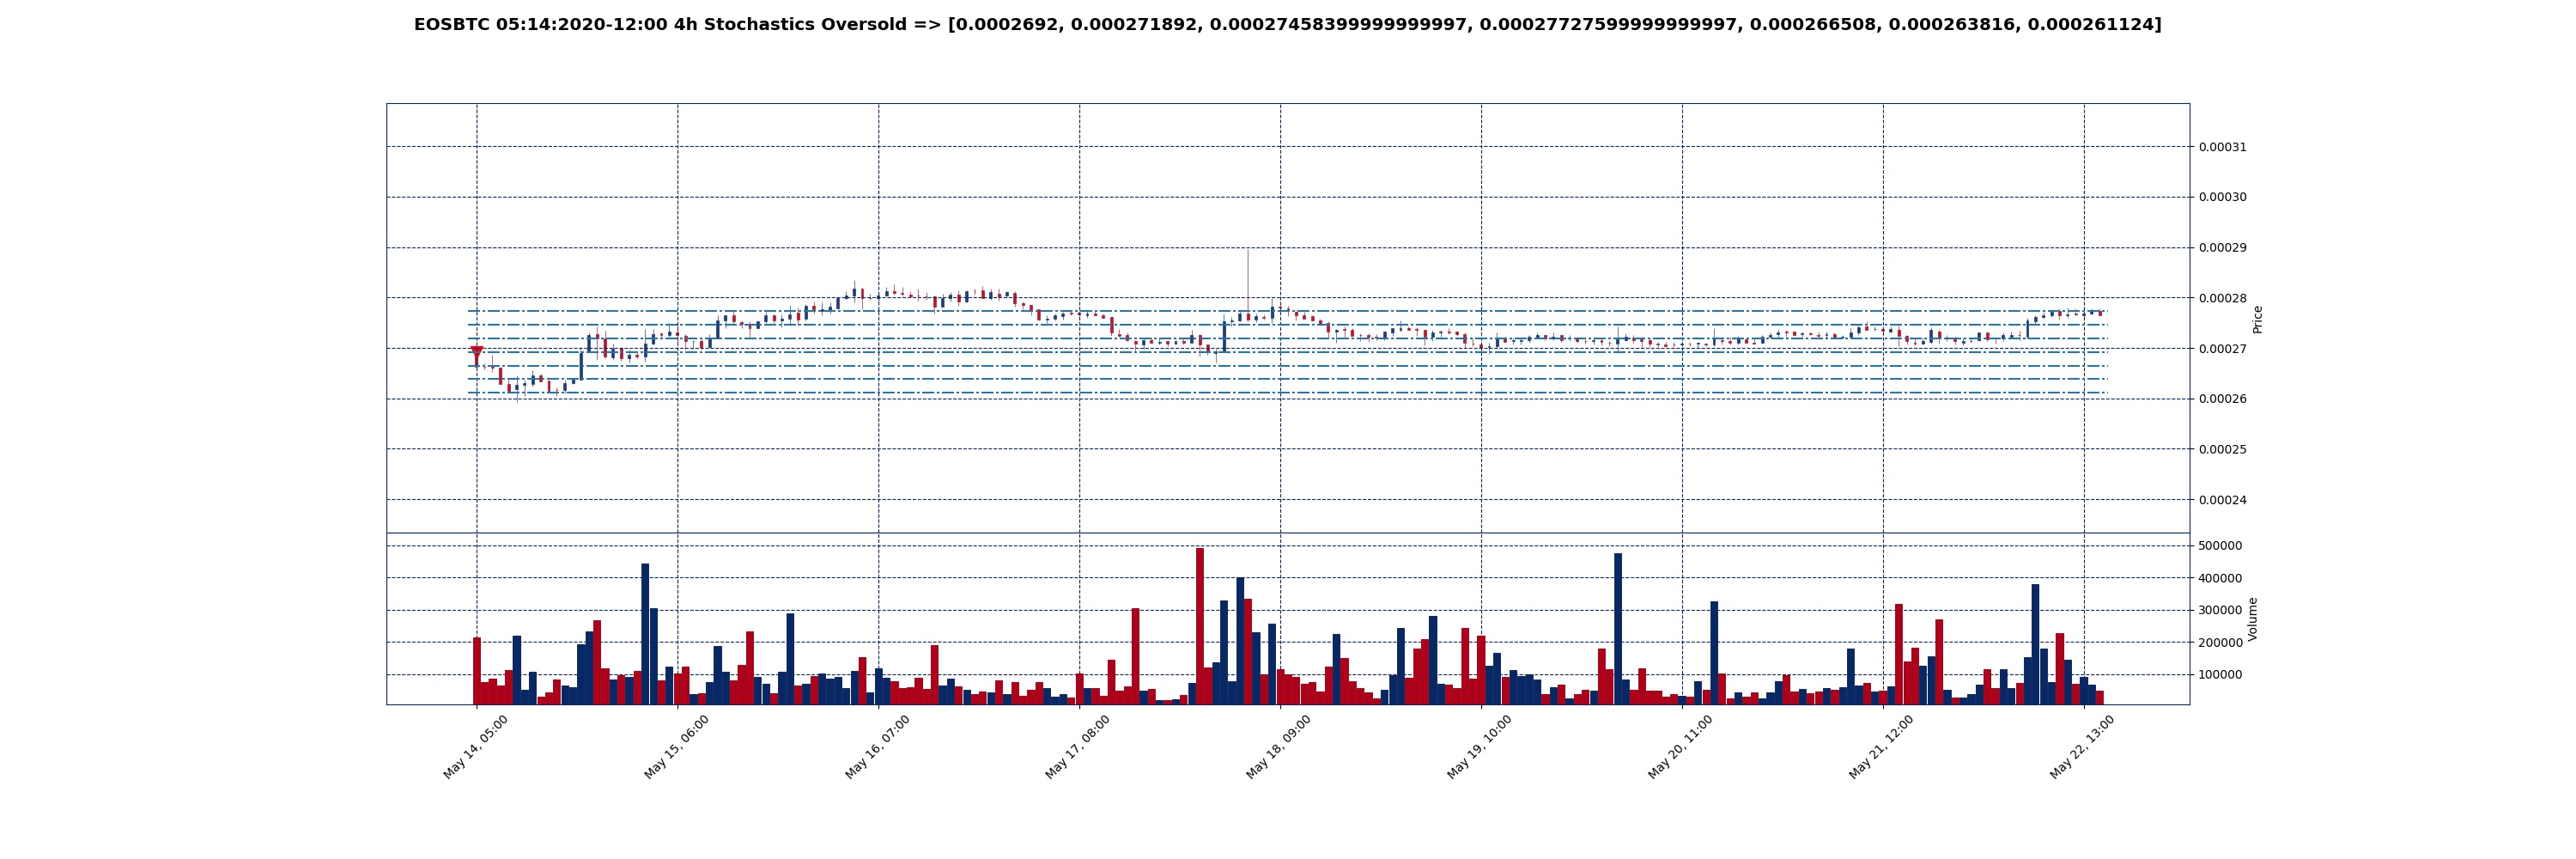 EOSBTC 05:14:2020-12:00 4h Stochastics Oversold => [0.0002692, 0.000271892, 0.00027458399999999997, 0.00027727599999999997, 0.000266508, 0.000263816, 0.000261124]
0.00031
0.00030
0.00029
0.00028
0.00027
0.00026
0.00025
0.00024
Price
500000
400000
300000
200000
100000
Volume
May 14, 05:00
May 15, 06:00
May 16, 07:00
May 17, 08:00
May 18, 09:00
May 19, 10:00
May 20, 11:00
May 21, 12:00
May 22, 13:00